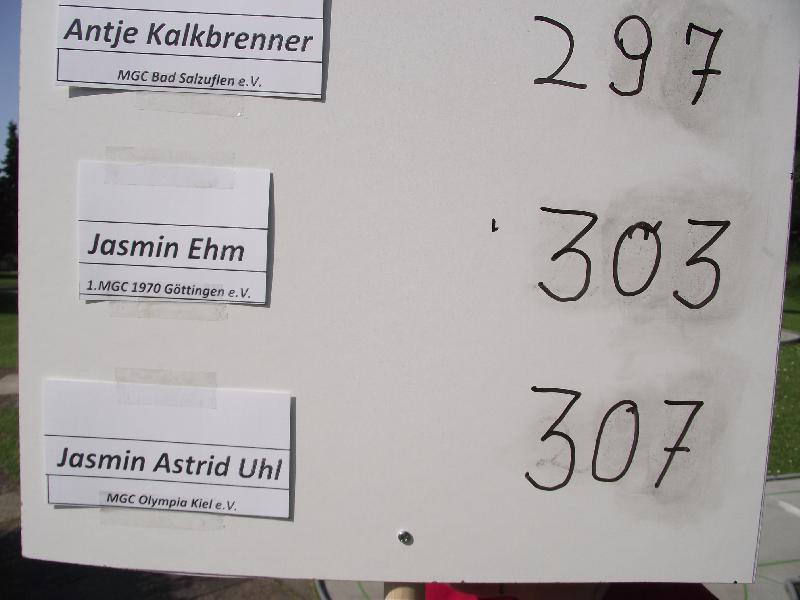 Antje Kalkbrenner 297
MGC Bad Salzuflen e.V.
Jasmin Ehm 303
1.MGC 1970 Göttingen e.V.
Jasmin Astrid Uhl 307
MGC Olympia Kiel e.V.